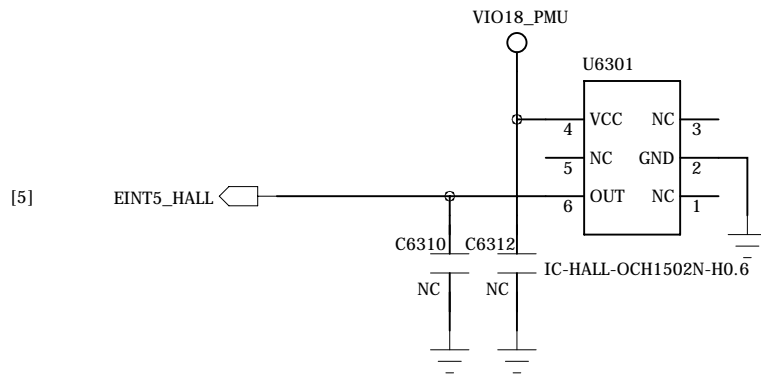 VIO18_PMU
U6301
VCC NC
4 3
NC GND
5 2
[5] EINT5_HALL OUT NC
6 1
C6310 C6312
IC-HALL-OCH1502N-H0.6
NC NC